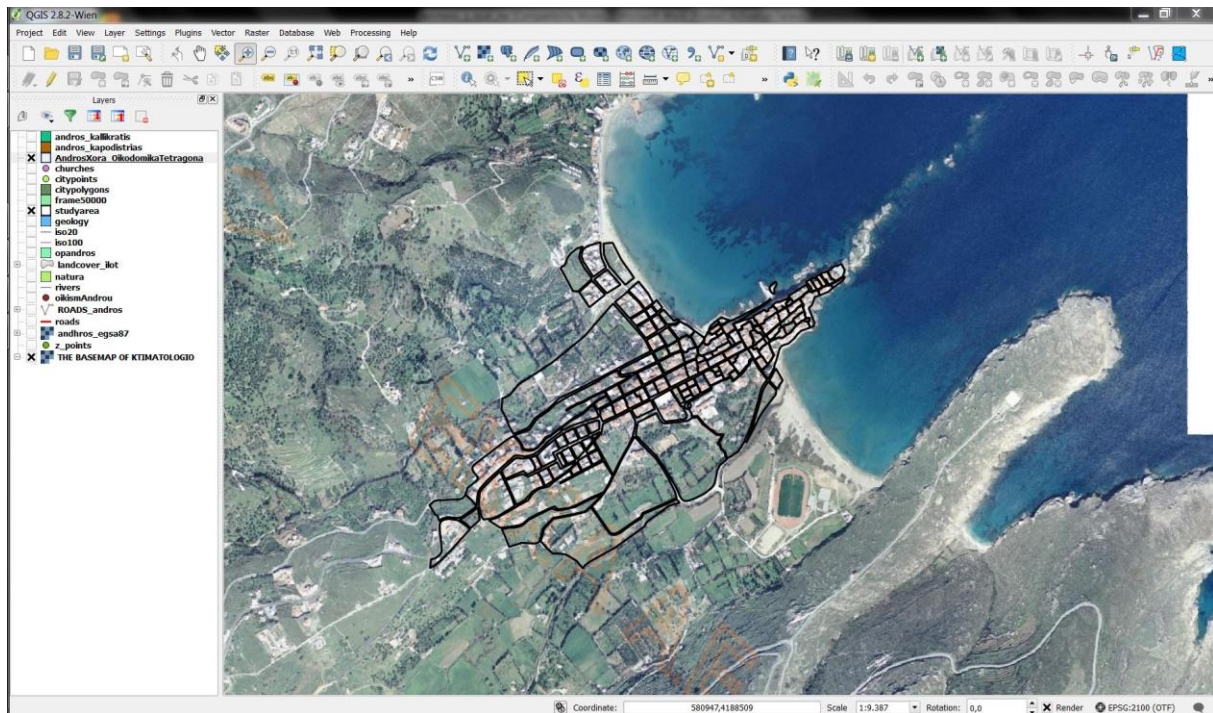 QGIS 2.8.2-Wien
Project Edit View Layer Settings Plugins Vector Raster Database Web Processing Help
Layers
andros_kallikratis
andros_kapodistrias
AndrosXora_OikodomikaTetragona
churches
citypoints
citypolygons
frame50000
studyarea
geology
iso20
iso100
opandros
landcover_ilot
natura
rivers
oikismAndrou
ROADS_andros
roads
andhros_egsa87
z_points
THE BASEMAP OF KTIMATOLOGIO
Coordinate: 580947,4188509 Scale 1:9.387 Rotation: 0,0 Render EPSG:2100 (OTF)